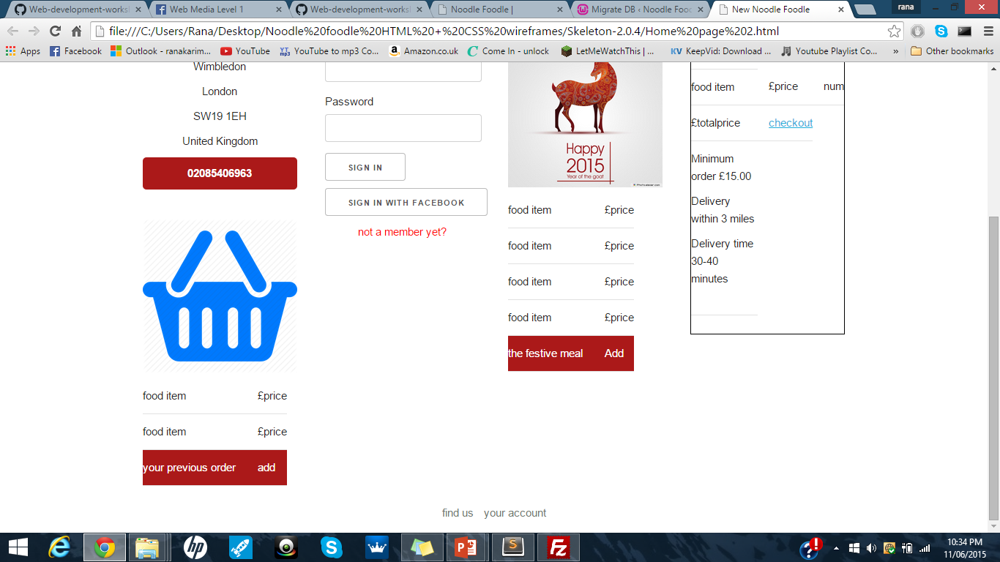 Web-development-works
Web Media Level 1
Web-development-works
Noodle Foodle |
Migrate DB ‹ Noodle Food
New Noodle Foodle
rana
file:///C:/Users/Rana/Desktop/Noodle%20foodle%20HTML%20+%20CSS%20wireframes/Skeleton-2.0.4/Home%20page%202.html
Apps
Facebook
Outlook - ranakarim...
YouTube
YouTube to mp3 Co...
Amazon.co.uk
Come In - unlock
LetMeWatchThis | ...
KV KeepVid: Download ...
Youtube Playlist Co...
»
Other bookmarks
Wimbledon
London
SW19 1EH
United Kingdom
02085406963
food item £price
food item £price
your previous order add
Password
SIGN IN
SIGN IN WITH FACEBOOK
not a member yet?
Happy
2015
Year of the goat
food item £price
food item £price
food item £price
food item £price
the festive meal Add
food item £price num
£totalprice checkout
Minimum
order £15.00
Delivery
within 3 miles
Delivery time
30-40
minutes
find us your account
10:34 PM
11/06/2015